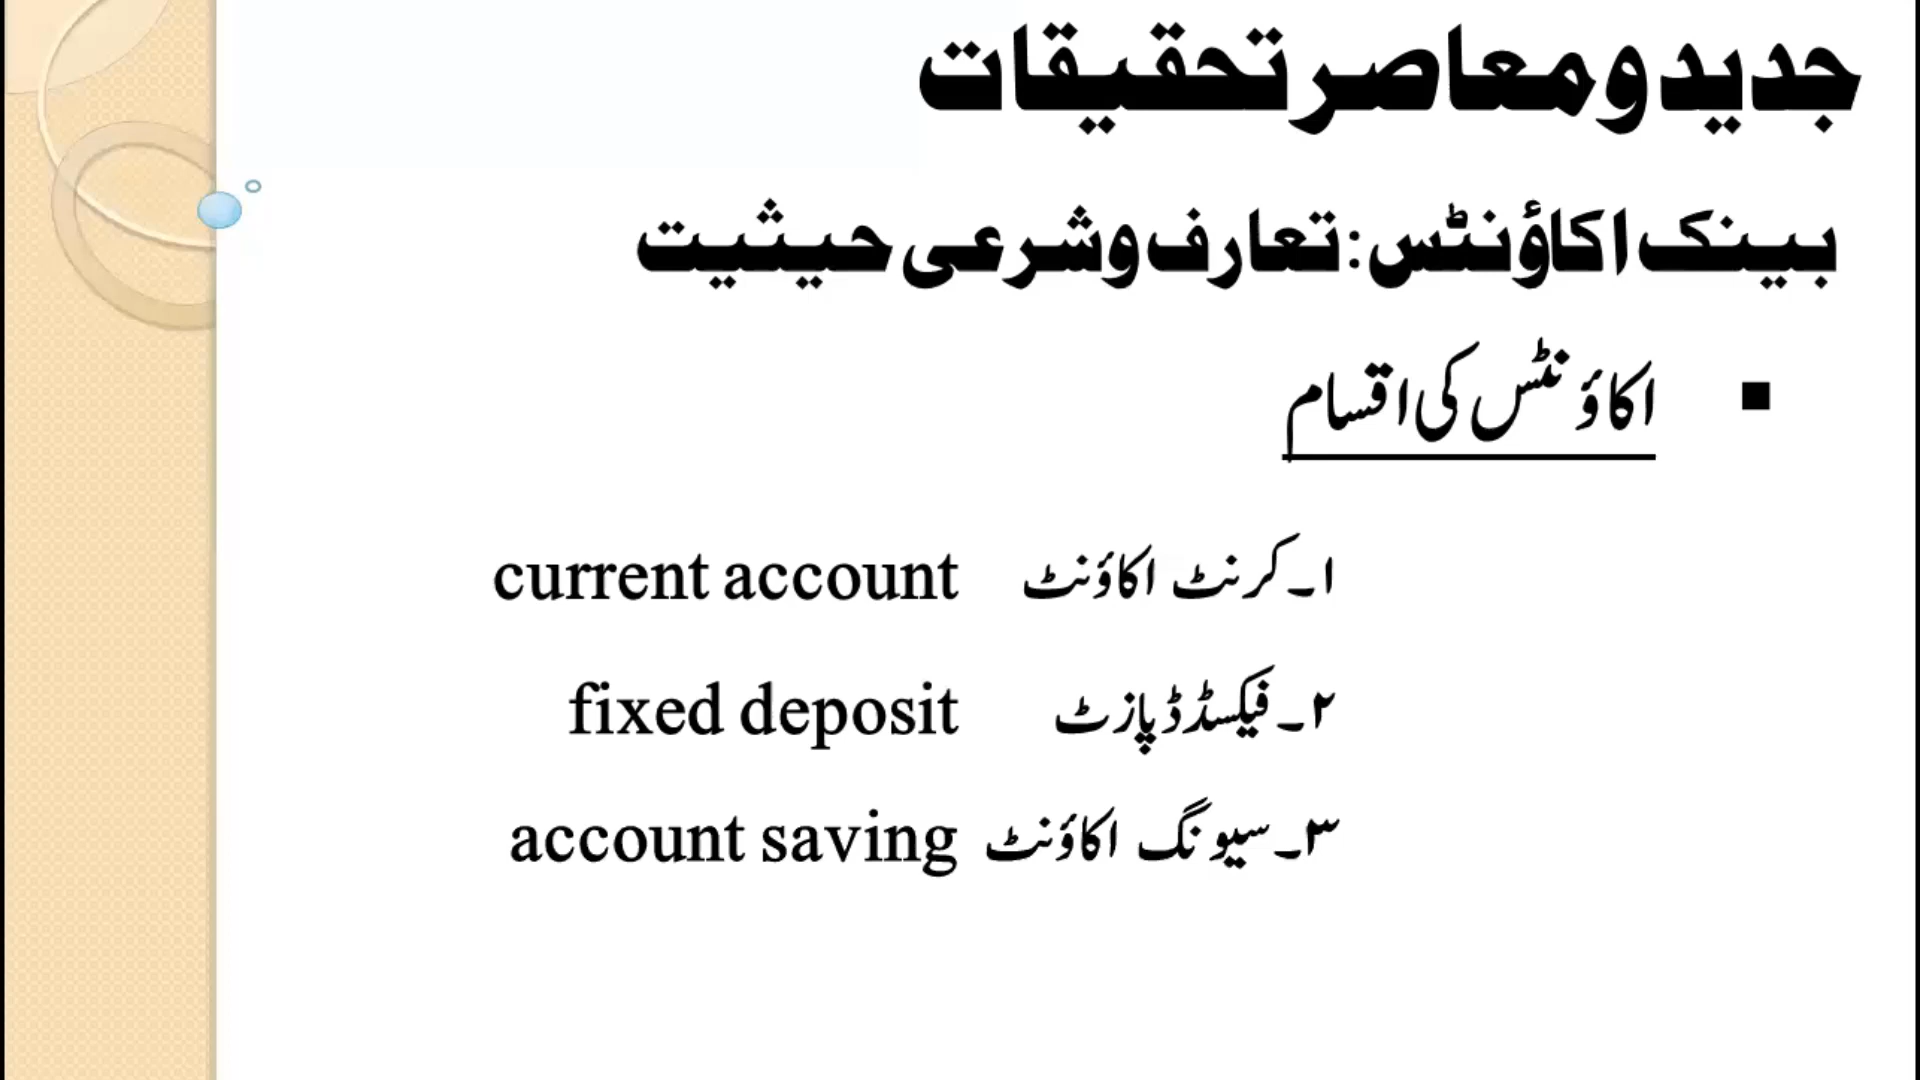 جدید و معاصر تحقیقات
بینک اکاؤنٹس: تعارف و شرعی حیثیت
▪ اکاؤنٹس کی اقسام
۱۔کرنٹ اکاؤنٹ current account
۲۔فیکسڈ ڈپازٹ fixed deposit
۳۔سیونگ اکاؤنٹ account saving